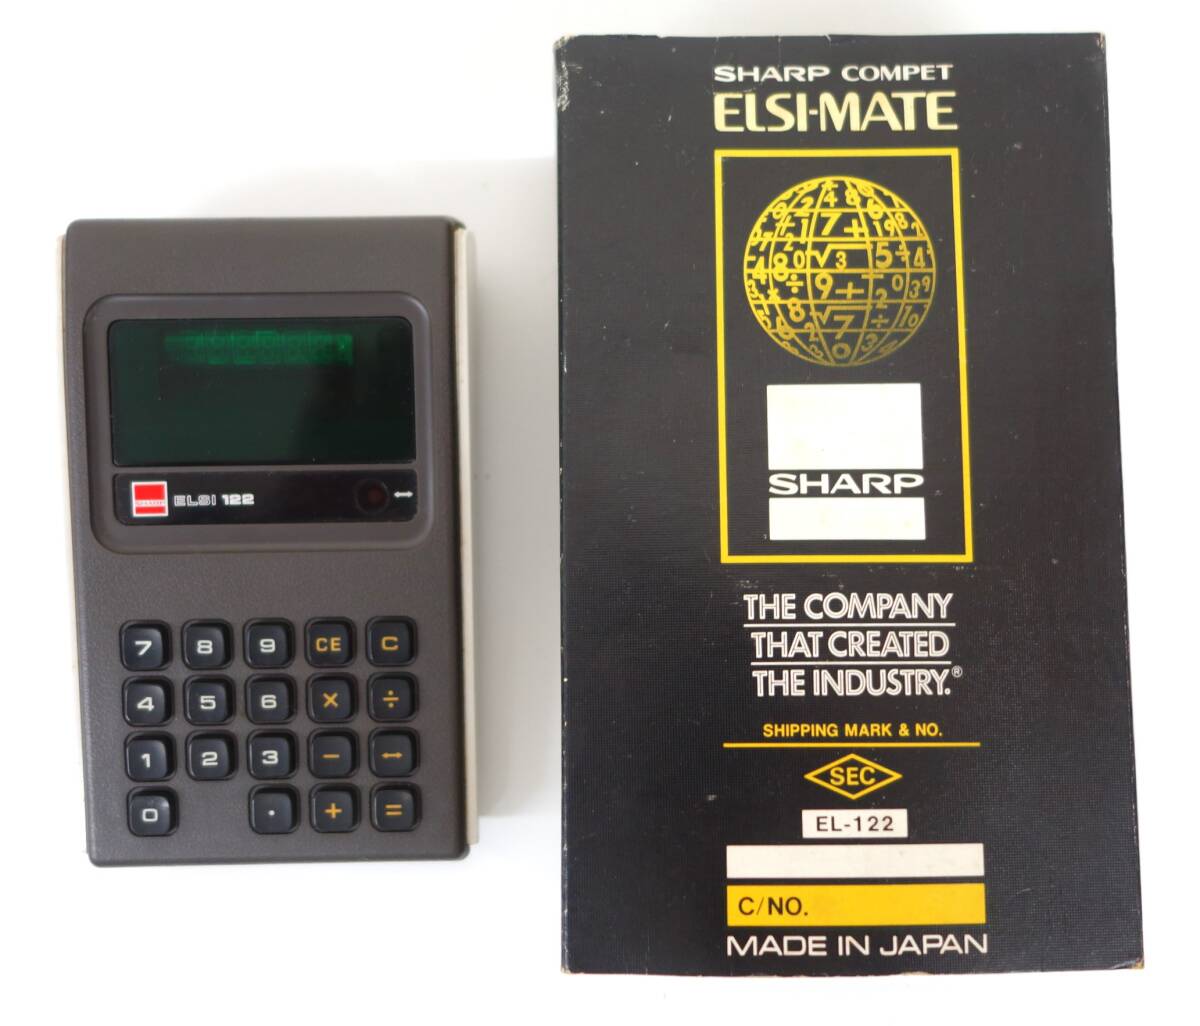 ELSI 122
↔
7 8 9 CE C
4 5 6 × ÷
1 2 3 − ↔
0 . + =
SHARP COMPET
ELSI-MATE
SHARP
THE COMPANY
THAT CREATED
THE INDUSTRY.®
SHIPPING MARK & NO.
SEC
EL-122
C/NO.
MADE IN JAPAN